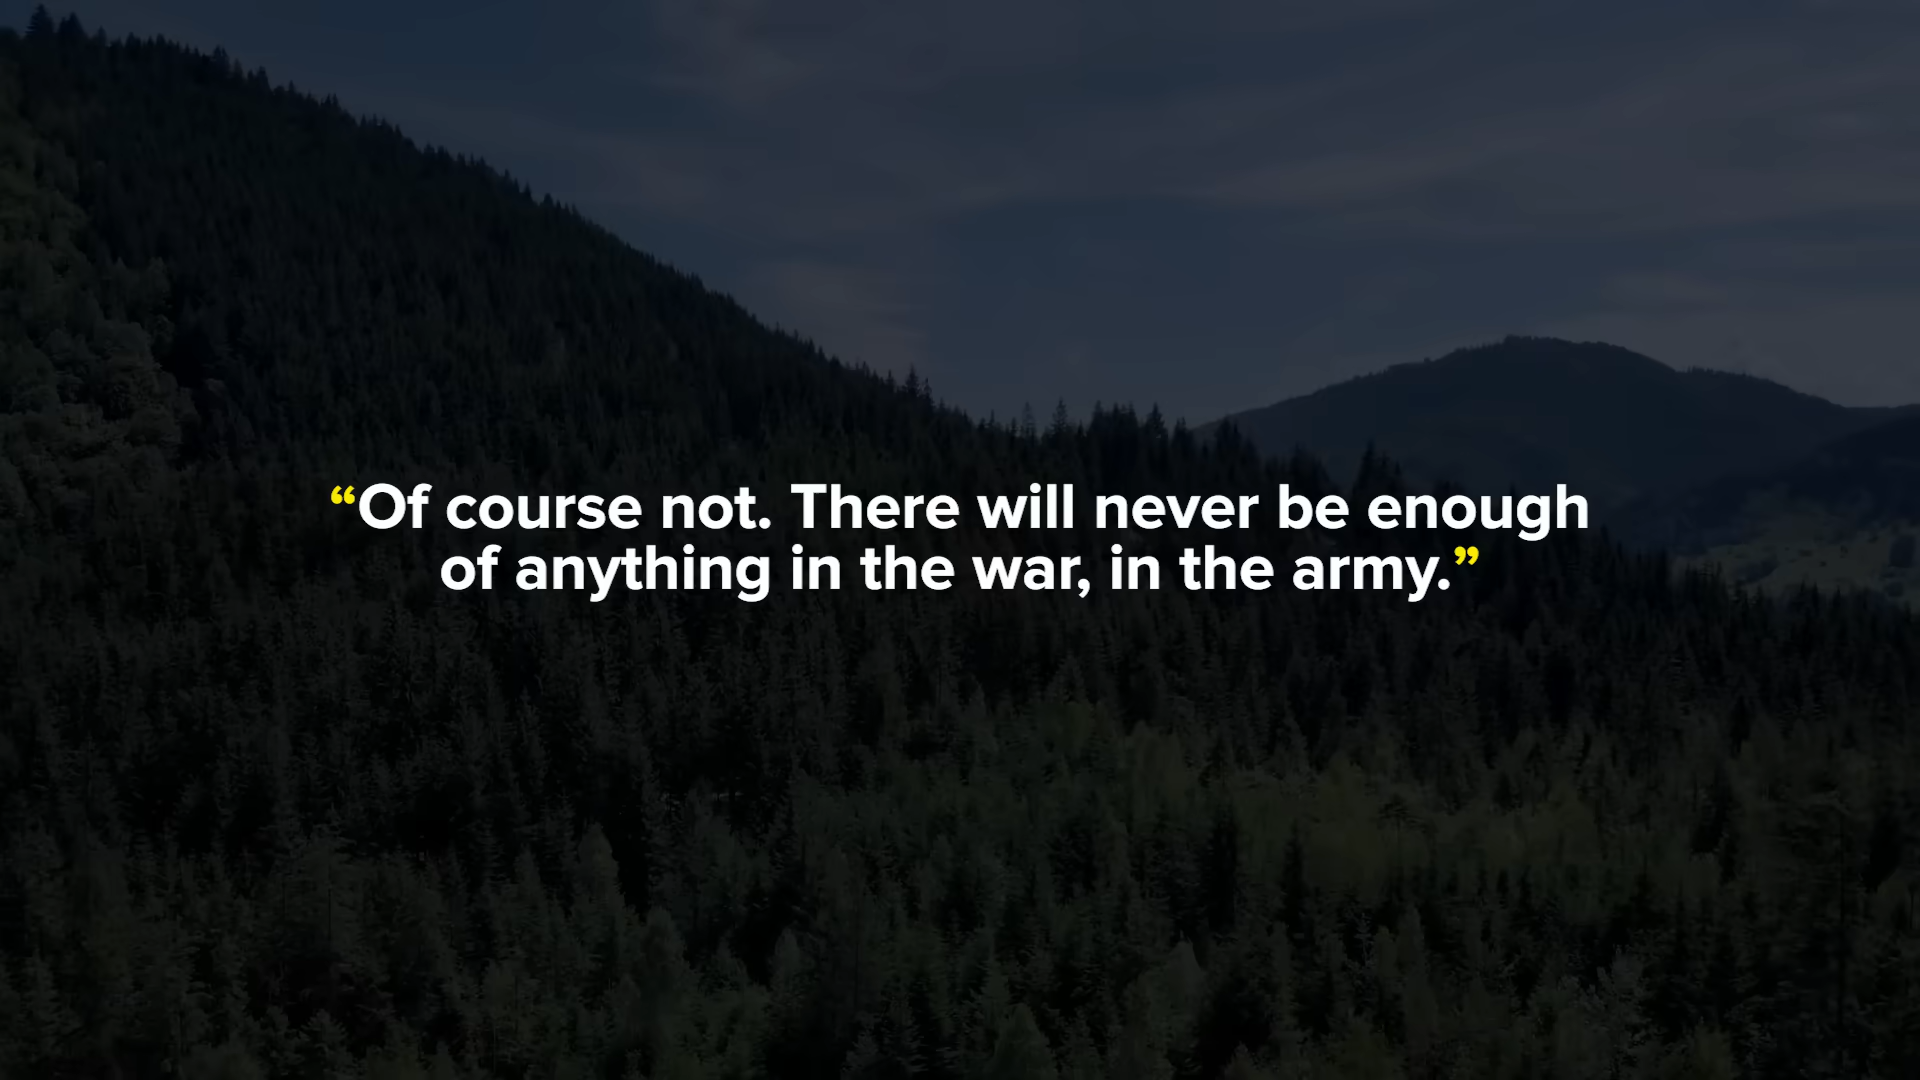 “Of course not. There will never be enough
of anything in the war, in the army.”